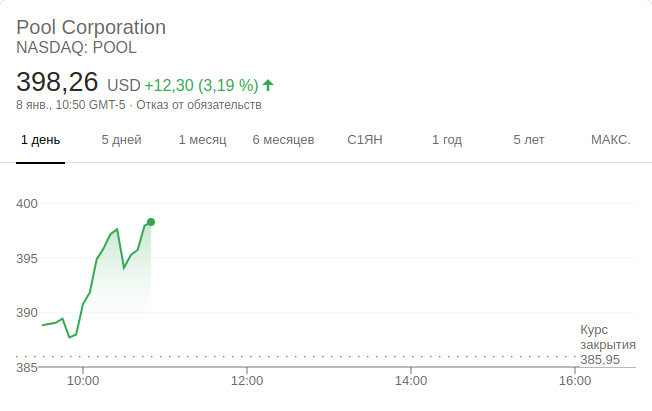 Pool Corporation
NASDAQ: POOL
398,26 USD +12,30 (3,19 %)
8 янв., 10:50 GMT-5 · Отказ от обязательств
1 день 5 дней 1 месяц 6 месяцев С1ЯН 1 год 5 лет МАКС.
400
395
390
Курс
закрытия
385,95
385
10:00 12:00 14:00 16:00